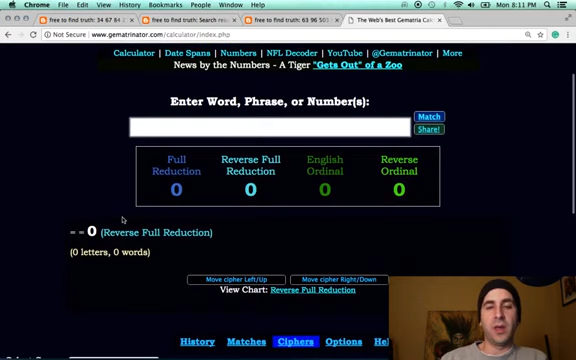 Chrome File Edit View History Bookmarks People Window Help
Mon 8:11 PM
free to find truth: 34 67 84 2
free to find truth: Search resu
free to find truth: 63 96 503
The Web's Best Gematria Calc
Not Secure www.gematrinator.com/calculator/index.php
Calculator | Date Spans | Numbers | NFL Decoder | YouTube | @Gematrinator | More
News by the Numbers - A Tiger "Gets Out" of a Zoo
Enter Word, Phrase, or Number(s):
Match
Share!
Full Reduction Reverse Full Reduction English Ordinal Reverse Ordinal
0 0 0 0
= = 0 (Reverse Full Reduction)
(0 letters, 0 words)
Move cipher Left/Up Move cipher Right/Down
View Chart: Reverse Full Reduction
History Matches Ciphers Options